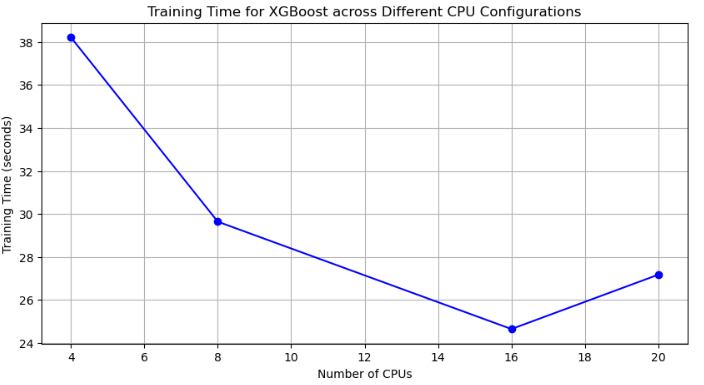 Training Time for XGBoost across Different CPU Configurations
38
36
34
32
30
28
26
24
Training Time (seconds)
4 6 8 10 12 14 16 18 20
Number of CPUs